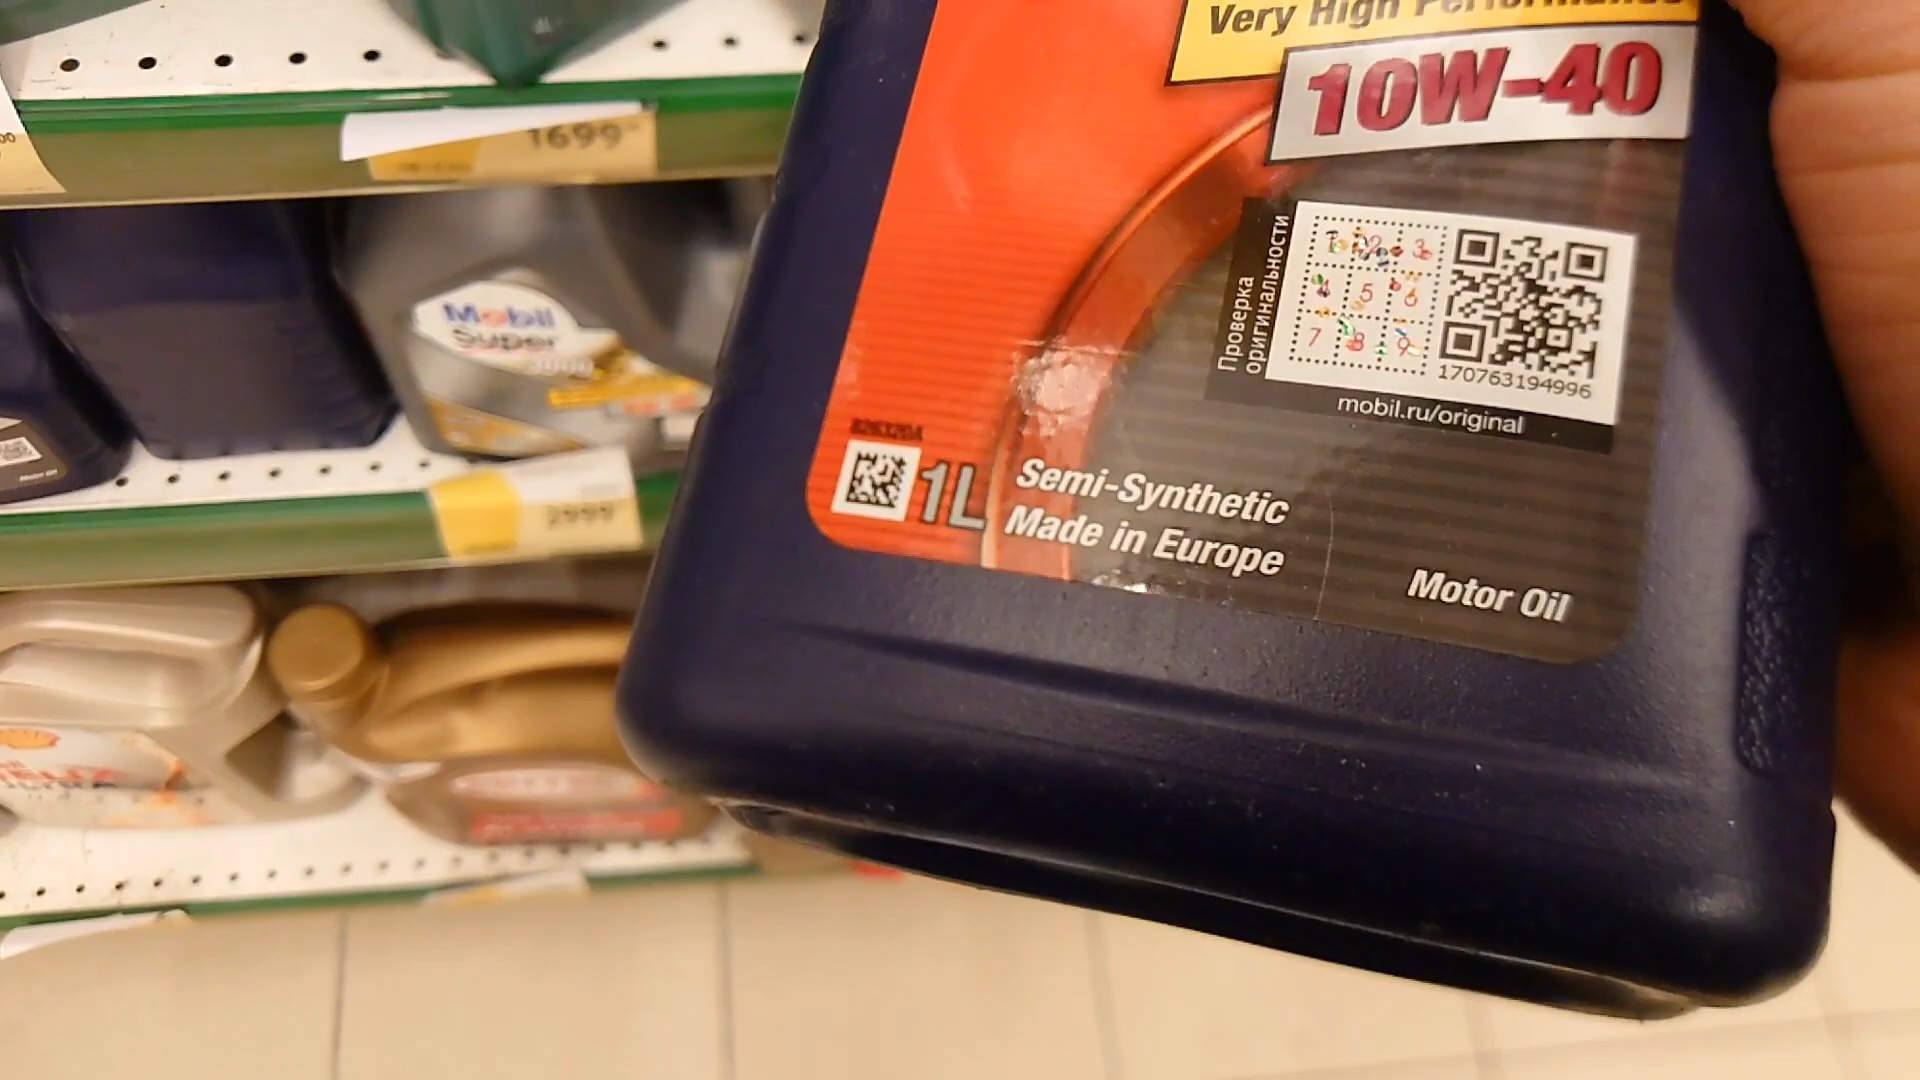 Very High Performance
10W-40
Проверка
оригинальности
1 2 3
4 5 6
7 8 9
170763194996
mobil.ru/original
1L
Semi-Synthetic
Made in Europe
Motor Oil
1699
Mobil
Super
3000
2999